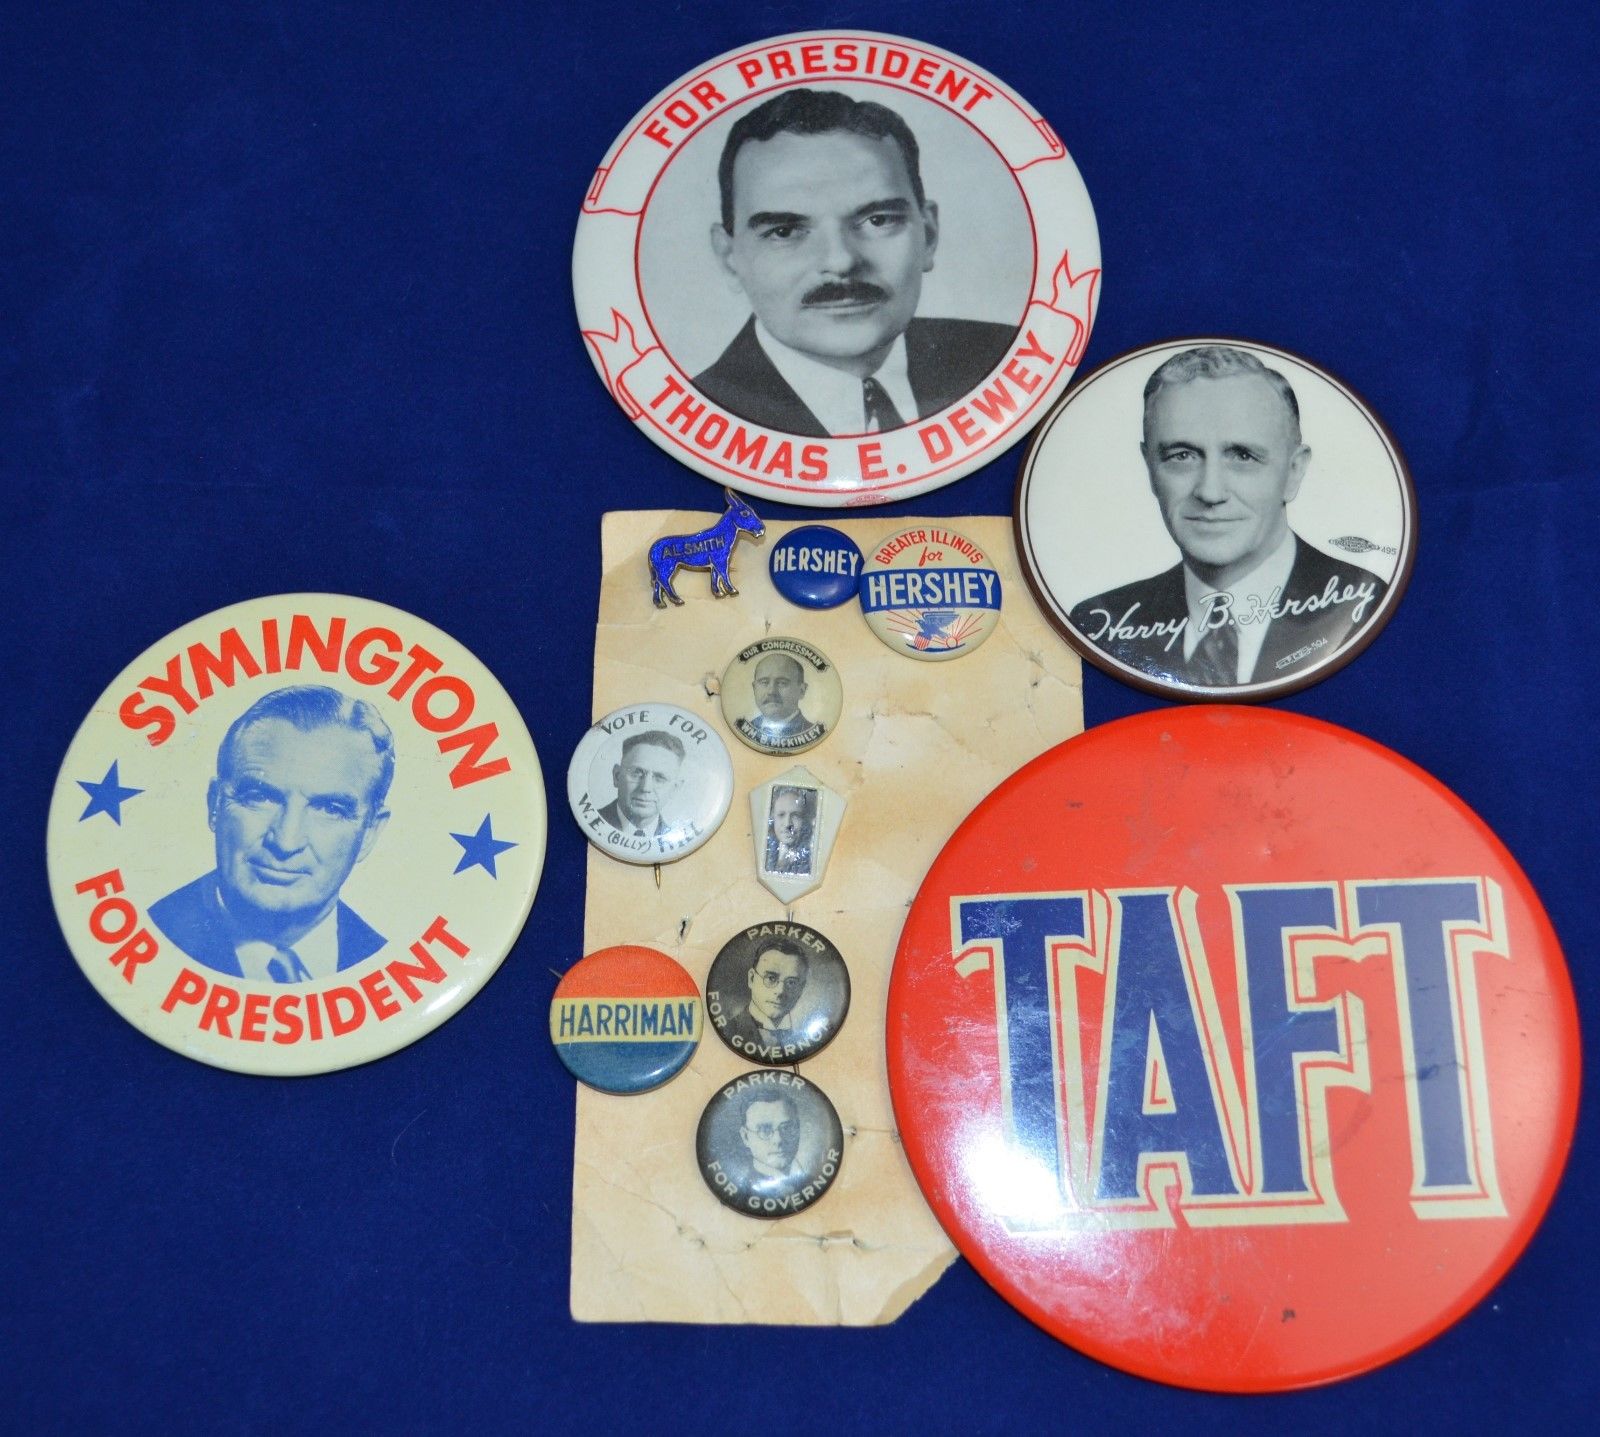 FOR PRESIDENT
THOMAS E. DEWEY
Harry B. Hershey
495
AL SMITH
HERSHEY
GREATER ILLINOIS
for
HERSHEY
OUR CONGRESSMAN
WM. B. McKINLEY
VOTE FOR
W. E. (BILLY)
SYMINGTON
FOR PRESIDENT
HARRIMAN
PARKER
FOR GOVERNOR
PARKER
FOR GOVERNOR
TAFT